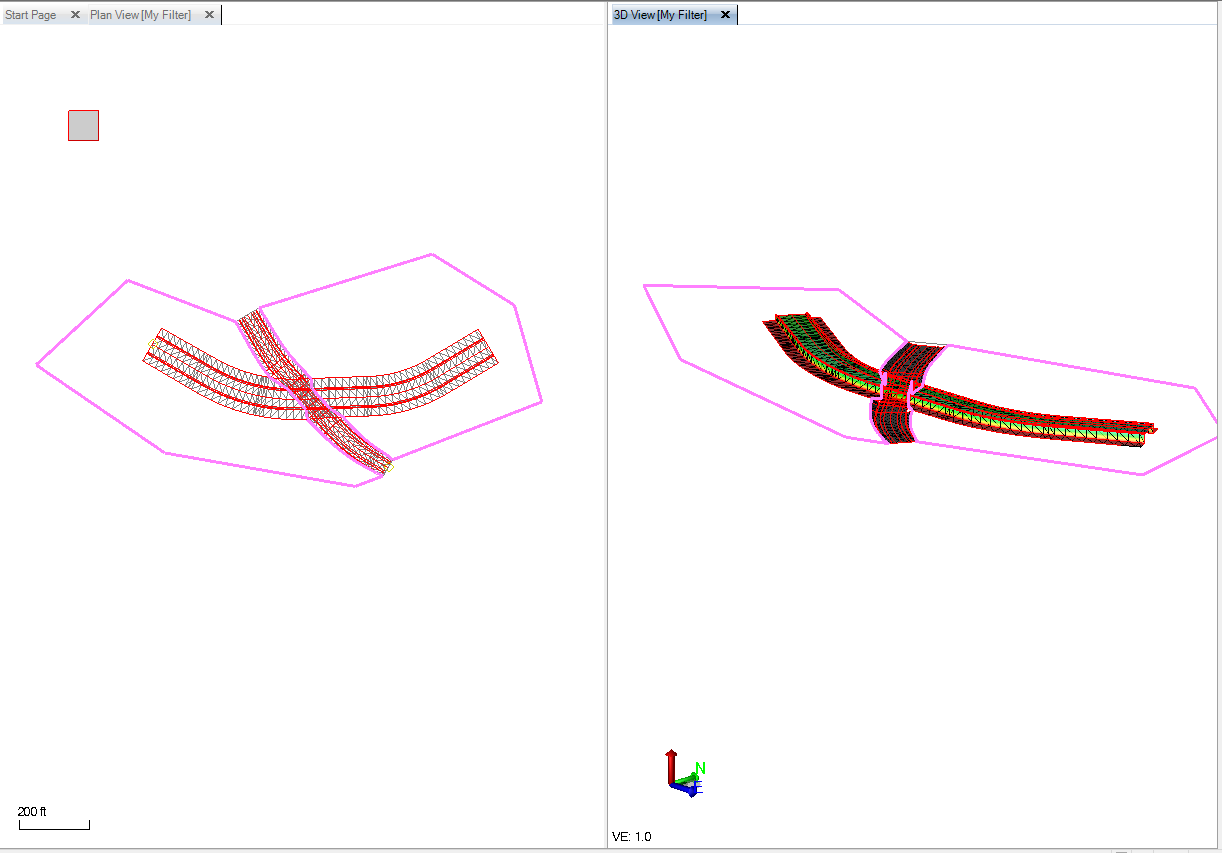 Start Page
Plan View [My Filter]
3D View [My Filter]
N
E
200 ft
VE: 1.0